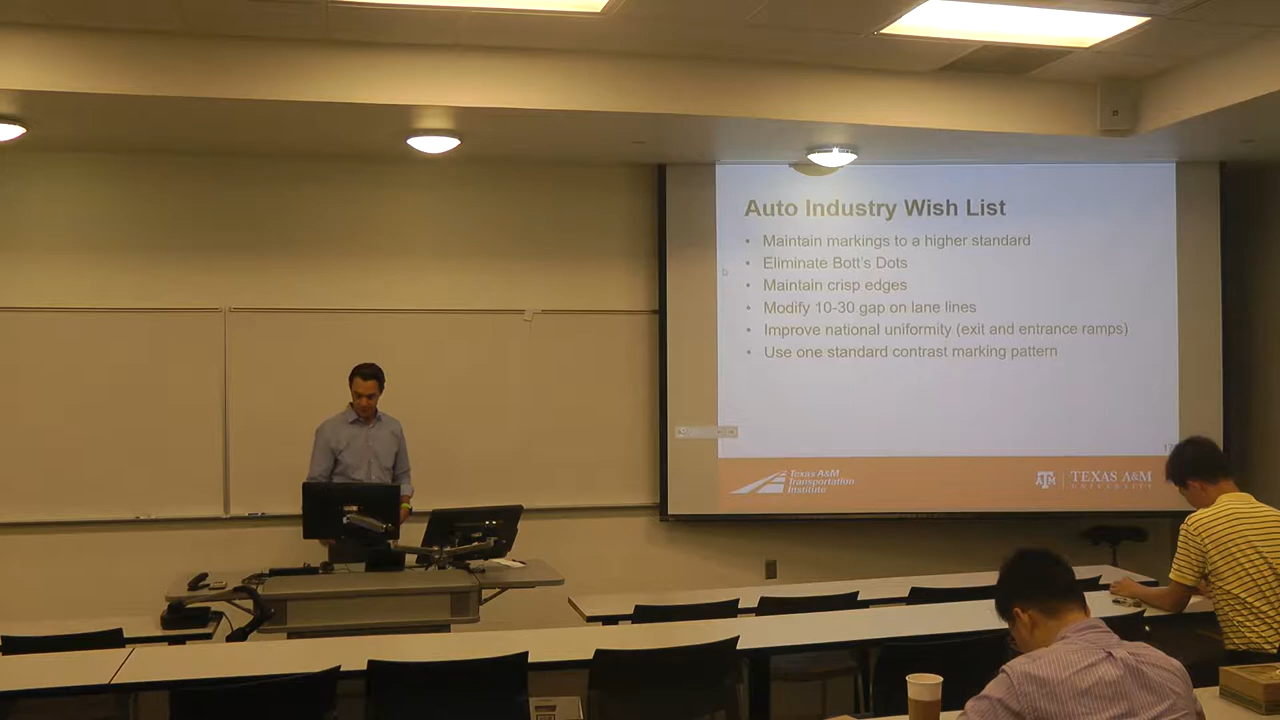 Auto Industry Wish List
• Maintain markings to a higher standard
• Eliminate Bott's Dots
• Maintain crisp edges
• Modify 10-30 gap on lane lines
• Improve national uniformity (exit and entrance ramps)
• Use one standard contrast marking pattern
Texas A&M
Transportation
Institute
ATM
TEXAS A&M
UNIVERSITY